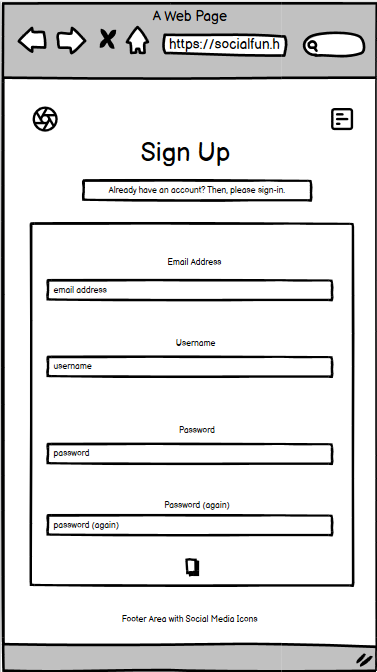 A Web Page
https://socialfun.h
Sign Up
Already have an account? Then, please sign-in.
Email Address
email address
Username
username
Password
password
Password (again)
password (again)
Footer Area with Social Media Icons